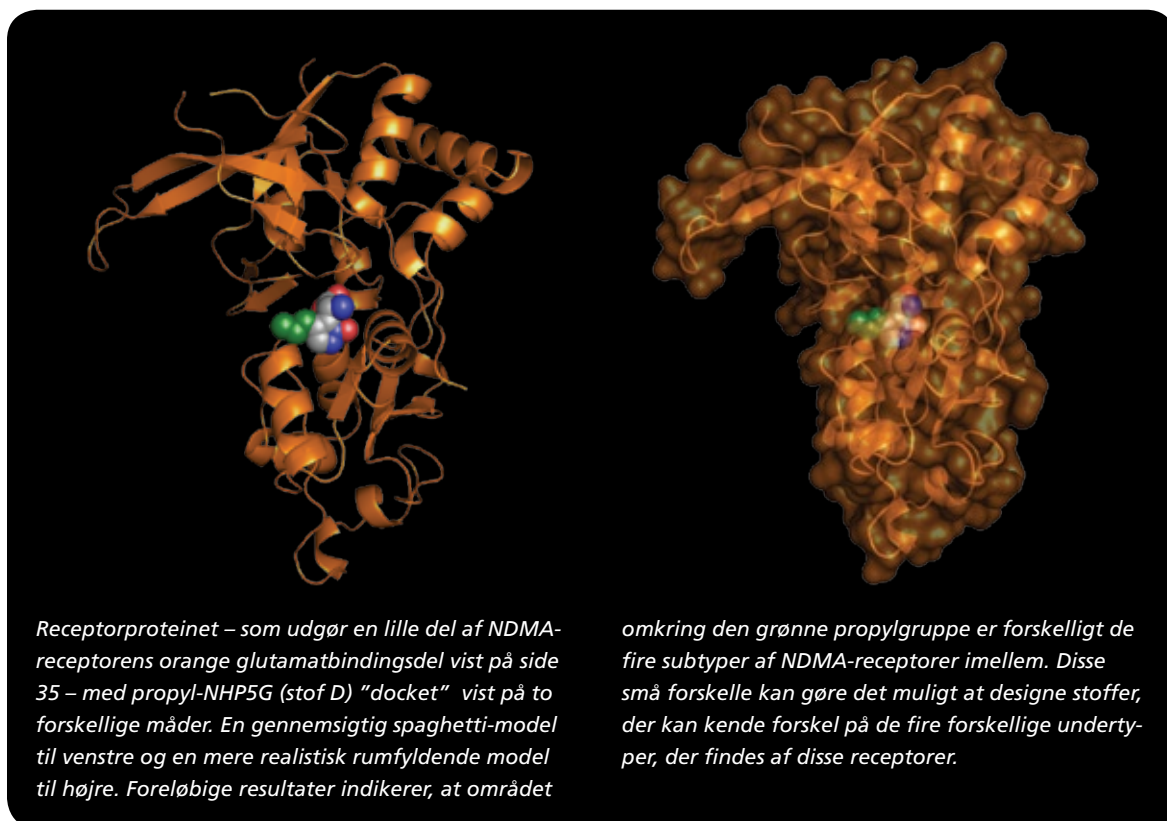 Receptorproteinet – som udgør en lille del af NDMA-
receptorens orange glutamatbindingsdel vist på side
35 – med propyl-NHP5G (stof D) ”docket” vist på to
forskellige måder. En gennemsigtig spaghetti-model
til venstre og en mere realistisk rumfyldende model
til højre. Foreløbige resultater indikerer, at området
omkring den grønne propylgruppe er forskelligt de
fire subtyper af NDMA-receptorer imellem. Disse
små forskelle kan gøre det muligt at designe stoffer,
der kan kende forskel på de fire forskellige underty-
per, der findes af disse receptorer.